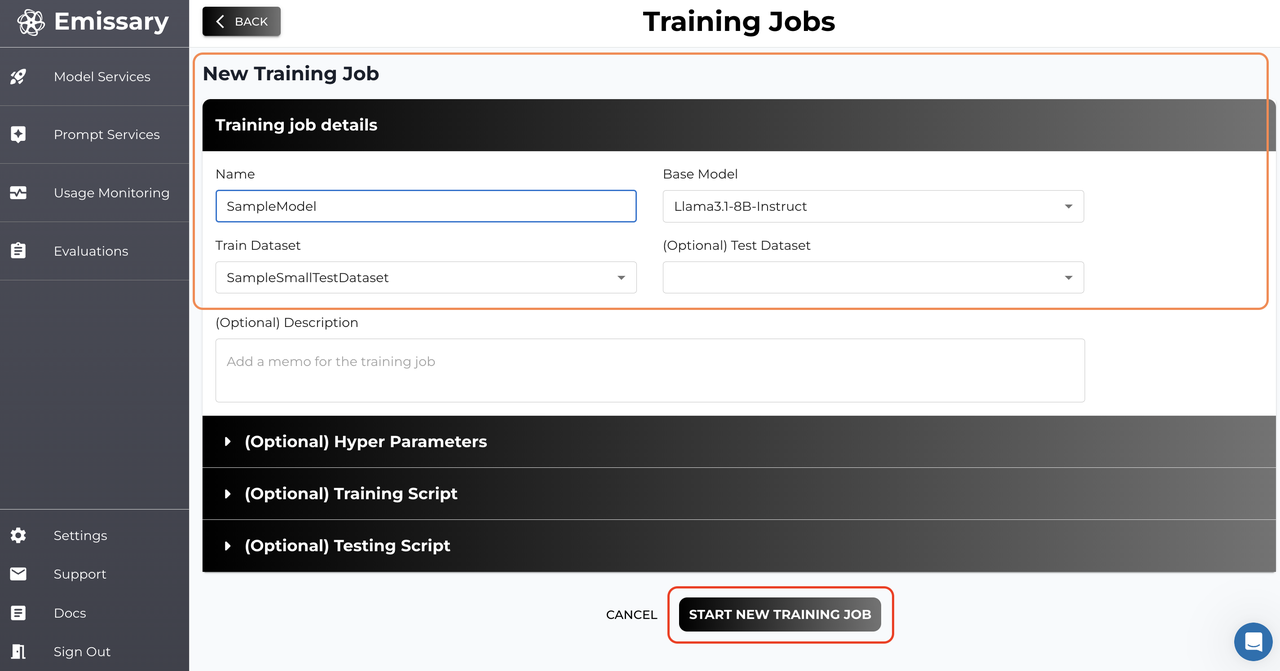 Emissary
BACK
Training Jobs
Model Services
Prompt Services
Usage Monitoring
Evaluations
Settings
Support
Docs
Sign Out
New Training Job
Training job details
Name
Base Model
SampleModel
Llama3.1-8B-Instruct
Train Dataset
(Optional) Test Dataset
SampleSmallTestDataset
(Optional) Description
Add a memo for the training job
(Optional) Hyper Parameters
(Optional) Training Script
(Optional) Testing Script
CANCEL
START NEW TRAINING JOB